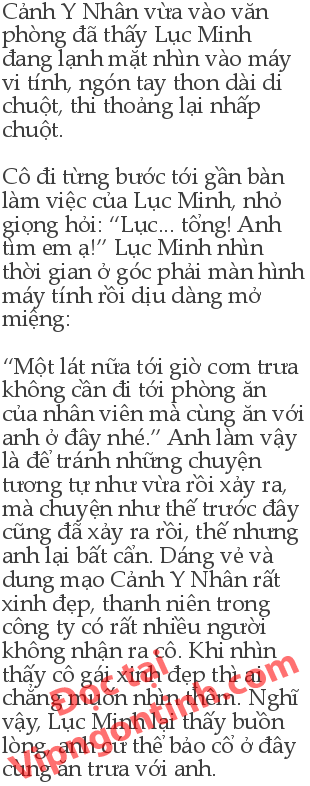 Cảnh Y Nhân vừa vào văn
phòng đã thấy Lục Minh
đang lạnh mặt nhìn vào máy
vi tính, ngón tay thon dài di
chuột, thi thoảng lại nhấp
chuột.
Cô đi từng bước tới gần bàn
làm việc của Lục Minh, nhỏ
giọng hỏi: “Lục... tổng! Anh
tìm em ạ!” Lục Minh nhìn
thời gian ở góc phải màn hình
máy tính rồi dịu dàng mở
miệng:
“Một lát nữa tới giờ cơm trưa
không cần đi tới phòng ăn
của nhân viên mà cùng ăn với
anh ở đây nhé.” Anh làm vậy
là để tránh những chuyện
tương tự như vừa rồi xảy ra,
mà chuyện như thế trước đây
cũng đã xảy ra rồi, thế nhưng
anh lại bất cẩn. Dáng vẻ và
dung mạo Cảnh Y Nhân rất
xinh đẹp, thanh niên trong
công ty có rất nhiều người
không nhận ra cô. Khi nhìn
thấy cô gái xinh đẹp thì ai
chẳng muốn nhìn thêm. Nghĩ
vậy, Lục Minh lại thấy buồn
lòng, anh cứ thể bảo cổ ở đây
cùng ăn trưa với anh.
Đọc tại
Vipngontinh.com